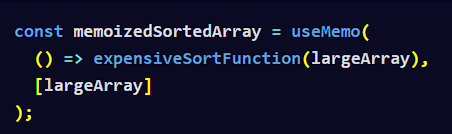 const memoizedSortedArray = useMemo(
  () => expensiveSortFunction(largeArray),
  [largeArray]
);